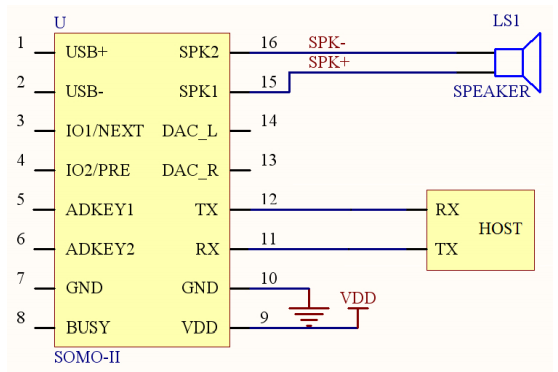 U
LS1
1 USB+ SPK2 16 SPK-
SPK+
2 USB- SPK1 15 SPEAKER
3 IO1/NEXT DAC_L 14
4 IO2/PRE DAC_R 13
5 ADKEY1 TX 12 RX
HOST
6 ADKEY2 RX 11 TX
7 GND GND 10
VDD
8 BUSY VDD 9
SOMO-II